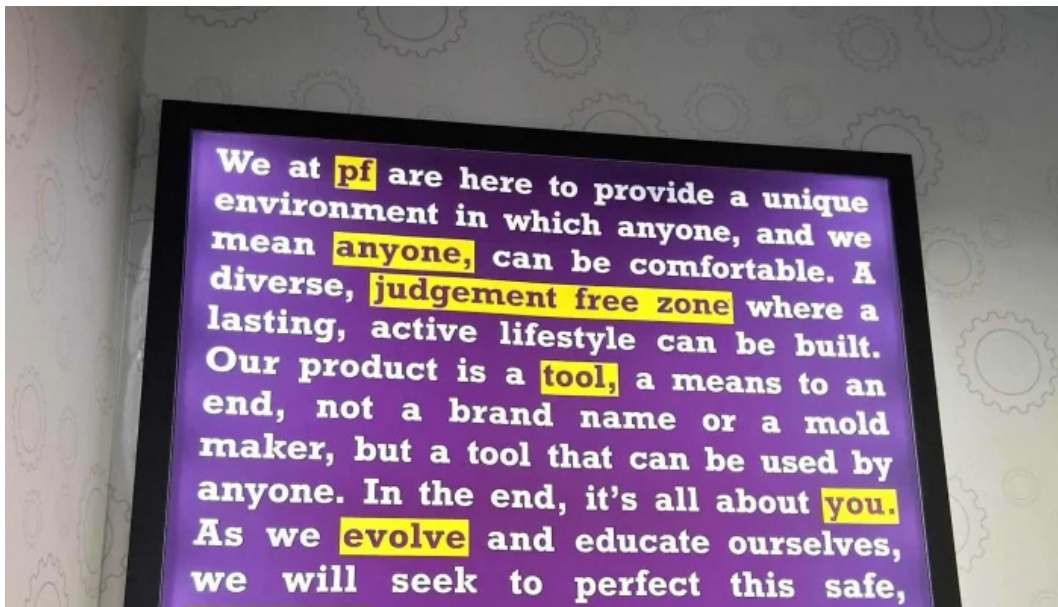 We at pf are here to provide a unique
environment in which anyone, and we
mean anyone, can be comfortable. A
diverse, judgement free zone where a
lasting, active lifestyle can be built.
Our product is a tool, a means to an
end, not a brand name or a mold
maker, but a tool that can be used by
anyone. In the end, it's all about you.
As we evolve and educate ourselves,
we will seek to perfect this safe,